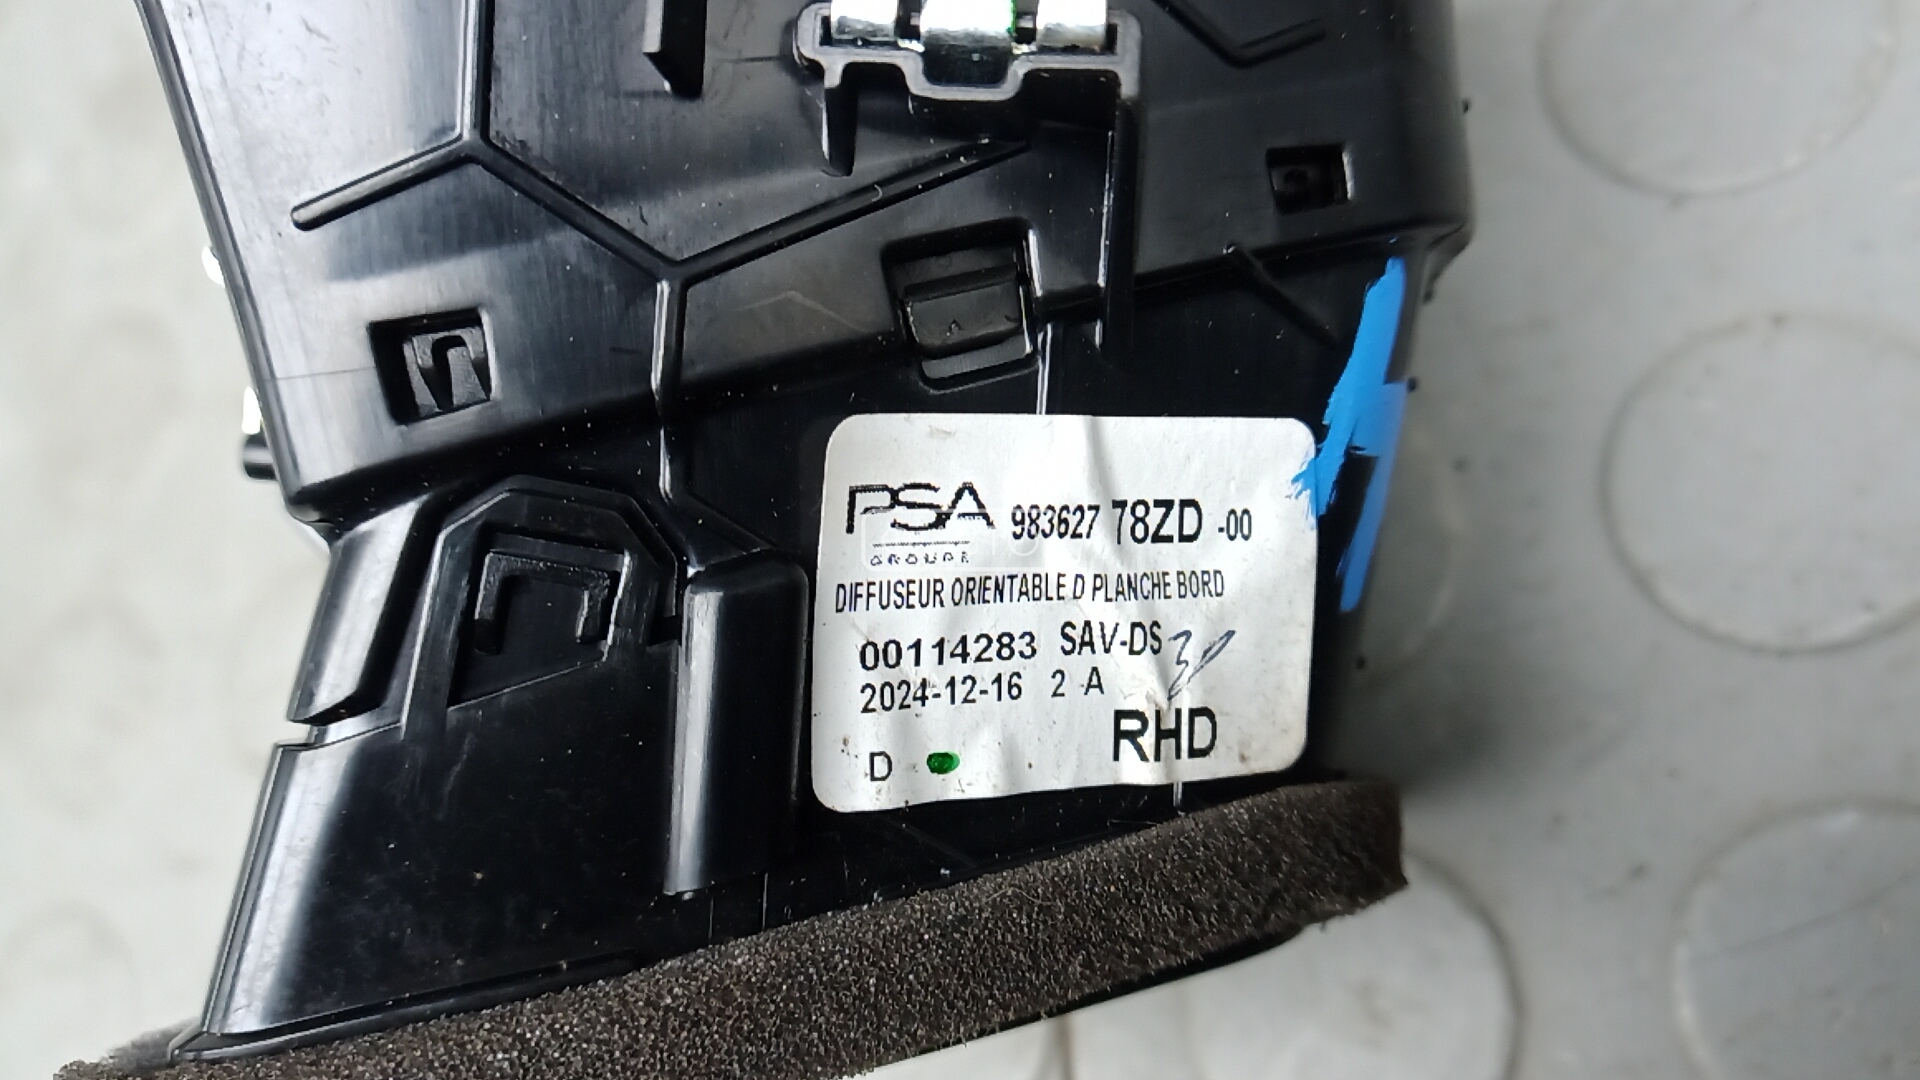 PSA 983627 78ZD -00
GROUPE
DIFFUSEUR ORIENTABLE D PLANCHE BORD
00114283 SAV-DS
2024-12-16 2 A
RHD
D